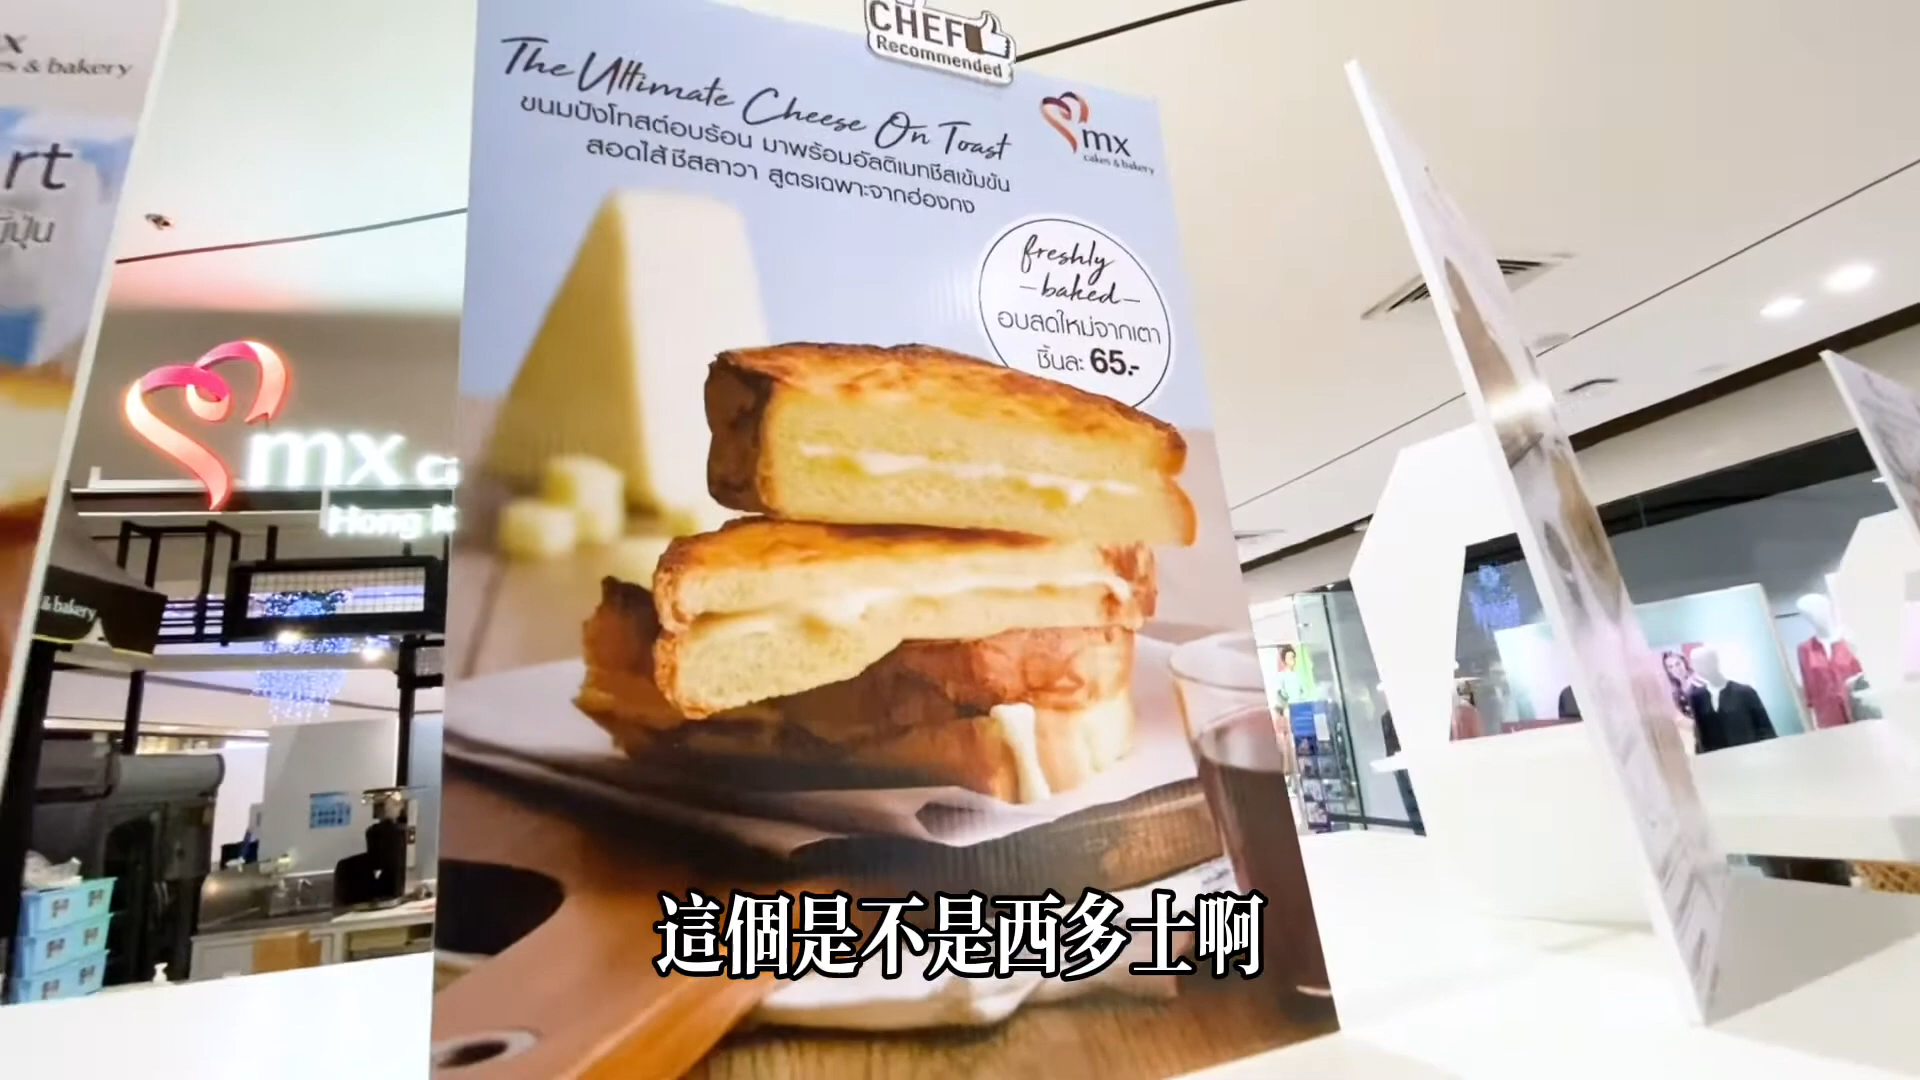 CHEF
Recommended
The Ultimate Cheese On Toast
ขนมปังโทสต์อบร้อน มาพร้อมอัลติเมทชีสเข้มข้น
สอดไส้ ชีสลาวา สูตรเฉพาะจากฮ่องกง
mx
cakes & bakery
freshly
-baked-
อบสดใหม่จากเตา
ชิ้นละ 65.-
x
s & bakery
rt
mx
Hong
& bakery
這個是不是西多士啊